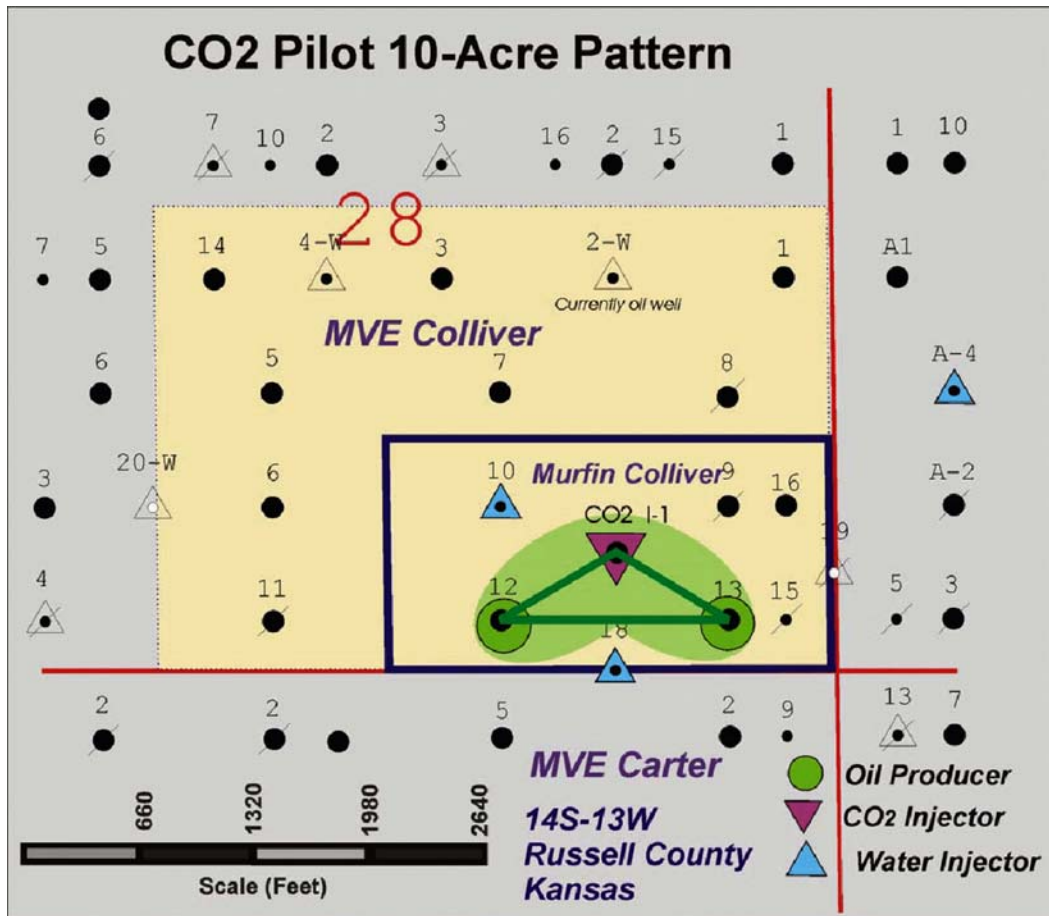 CO2 Pilot 10-Acre Pattern
6 7 10 2 3 16 2 15 1 1 10
28
7 5 14 4-W 3 2-W 1 A1
Currently oil well
MVE Colliver
6 5 7 8 A-4
3 20-W 6 10 Murfin Colliver 9 16 A-2
CO2 I-1
19
4 11 12 13 15 5 3
18
2 2 5 2 9 13 7
MVE Carter
14S-13W
Russell County
Kansas
Oil Producer
CO2 Injector
Water Injector
660 1320 1980 2640
Scale (Feet)